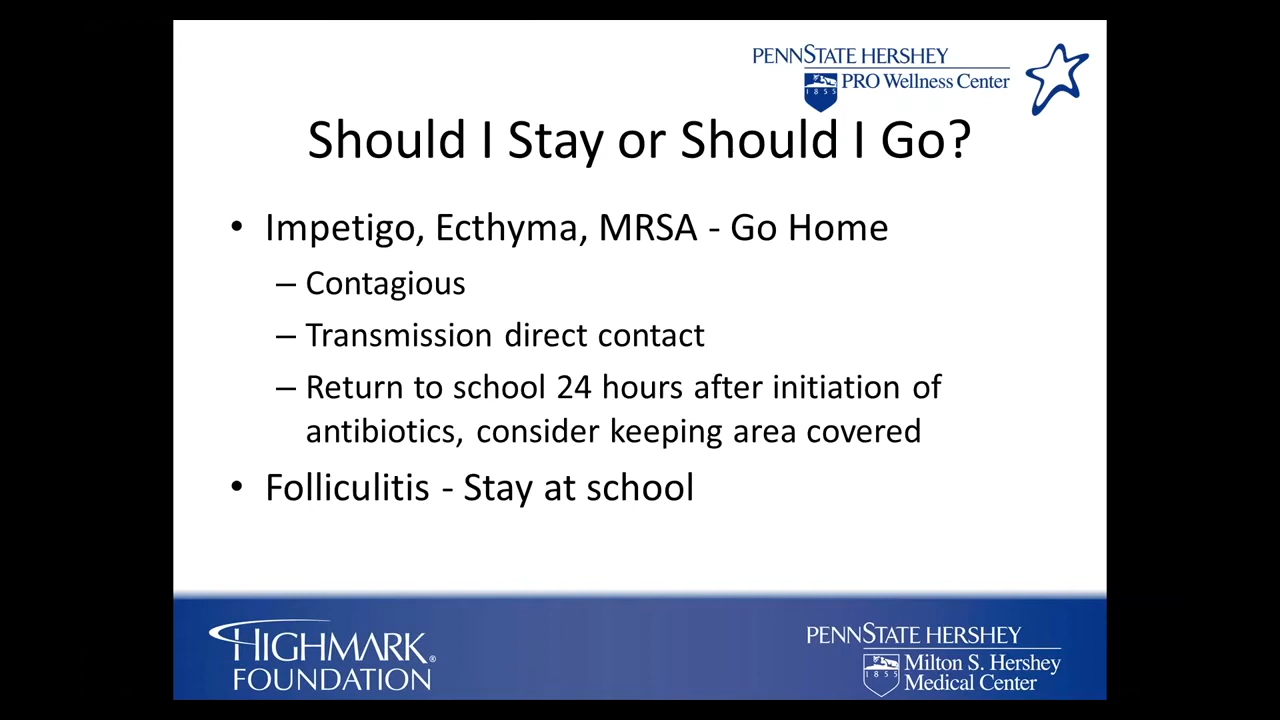 PENNSTATE HERSHEY
PRO Wellness Center
1855
Should I Stay or Should I Go?
• Impetigo, Ecthyma, MRSA - Go Home
– Contagious
– Transmission direct contact
– Return to school 24 hours after initiation of
antibiotics, consider keeping area covered
• Folliculitis - Stay at school
HIGHMARK®
FOUNDATION
PENNSTATE HERSHEY
Milton S. Hershey
Medical Center
1855